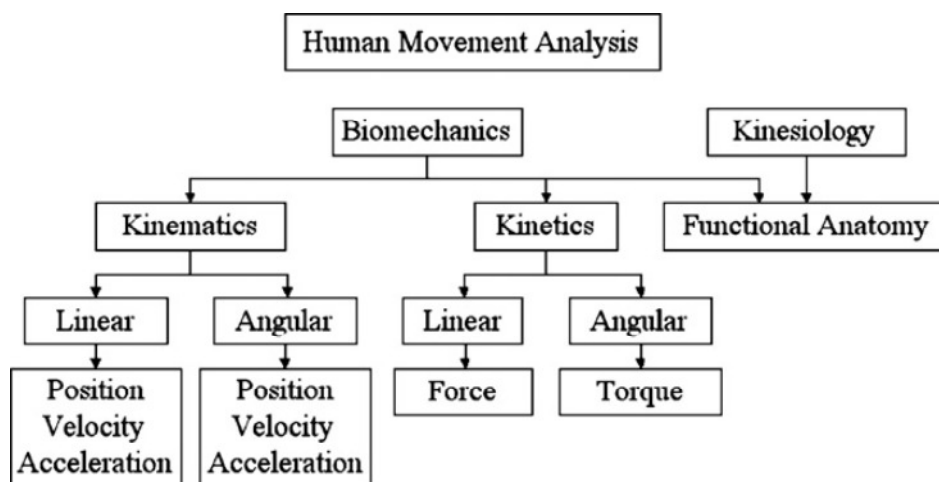 Human Movement Analysis
Biomechanics
Kinesiology
Kinematics
Kinetics
Functional Anatomy
Linear
Angular
Linear
Angular
Position
Velocity
Acceleration
Position
Velocity
Acceleration
Force
Torque